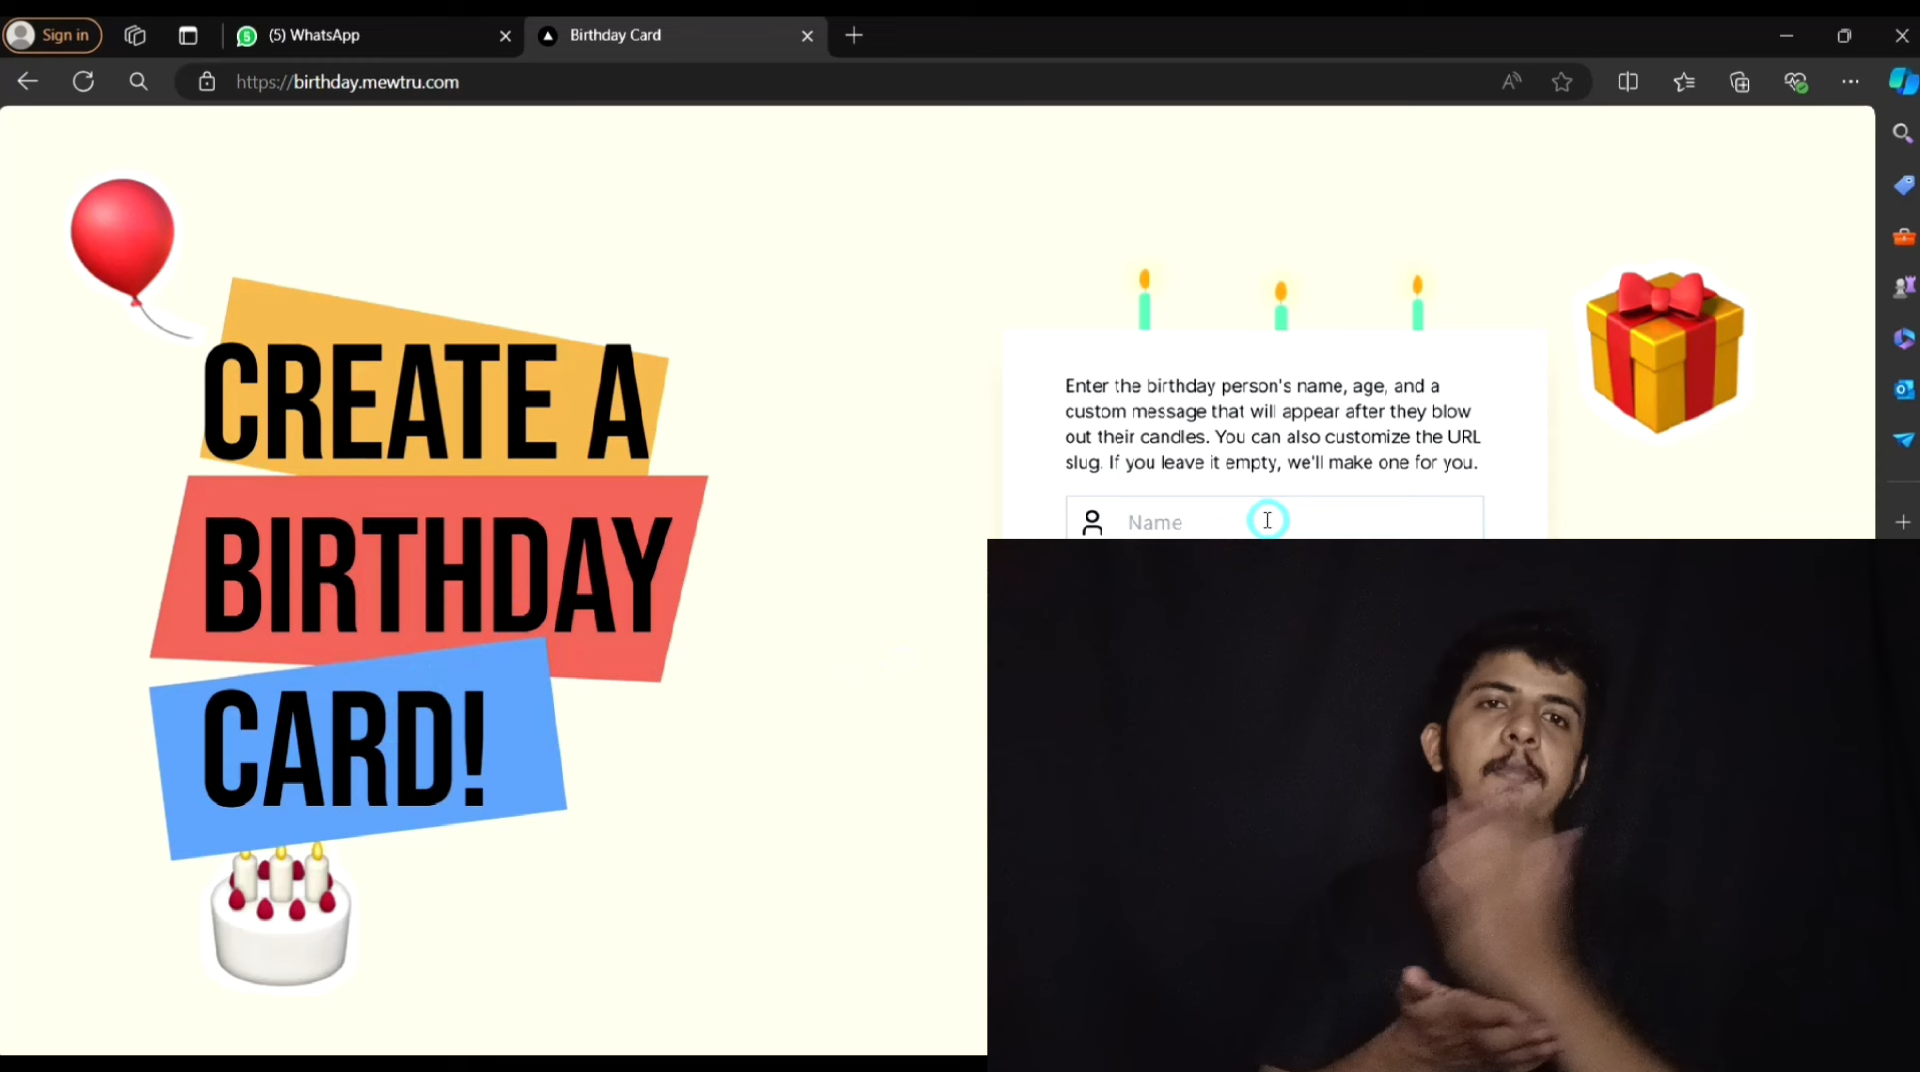 Sign in
(5) WhatsApp
Birthday Card
https://birthday.mewtru.com
CREATE A
BIRTHDAY
CARD!
Enter the birthday person's name, age, and a
custom message that will appear after they blow
out their candles. You can also customize the URL
slug. If you leave it empty, we'll make one for you.
Name